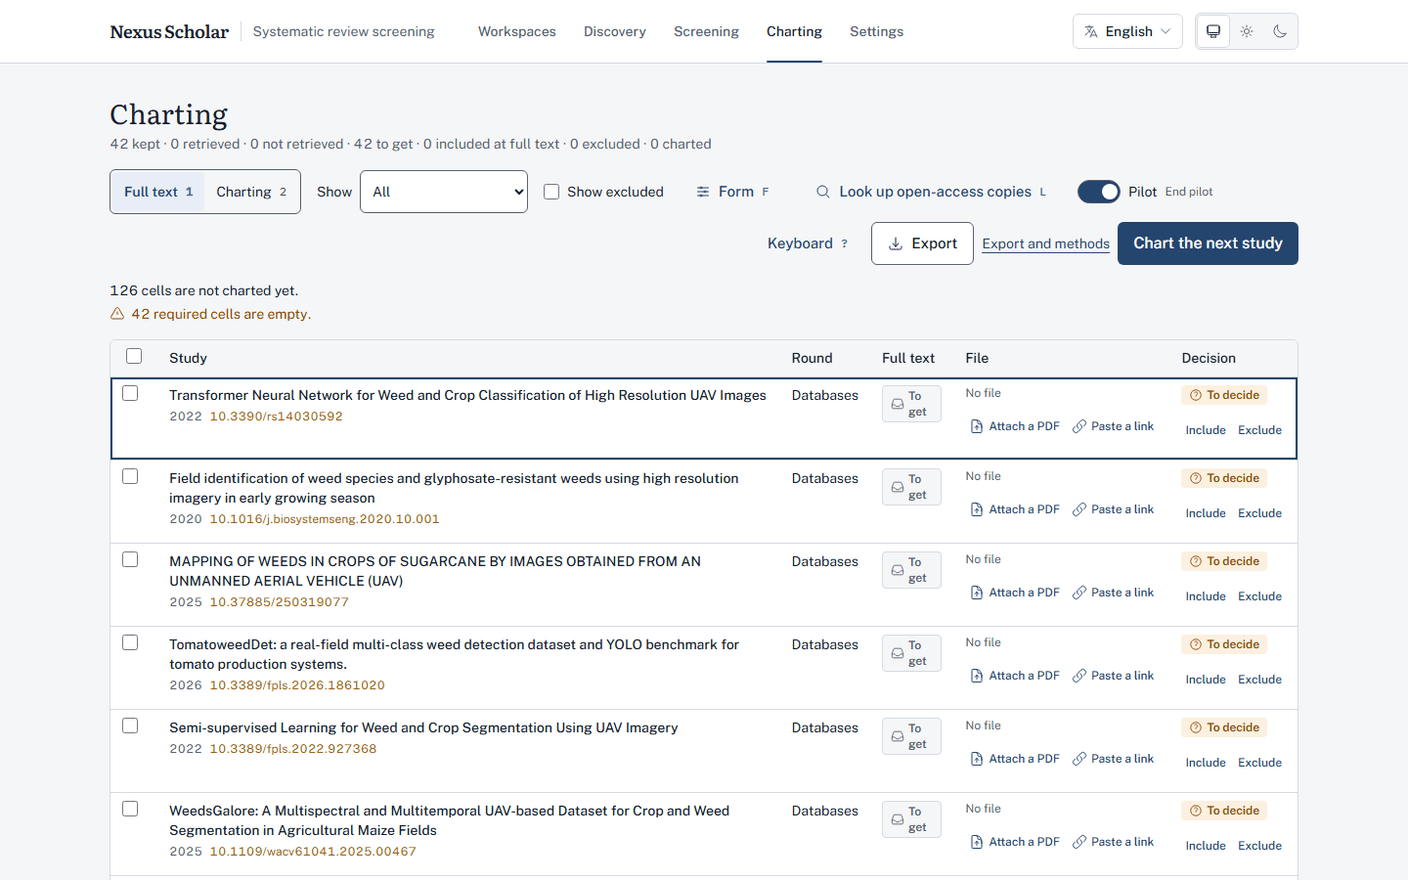 Nexus Scholar Systematic review screening Workspaces Discovery Screening Charting Settings English
Charting
42 kept · 0 retrieved · 0 not retrieved · 42 to get · 0 included at full text · 0 excluded · 0 charted
Full text 1 Charting 2 Show All Show excluded Form F Look up open-access copies L Pilot End pilot
Keyboard ? Export Export and methods Chart the next study
126 cells are not charted yet.
42 required cells are empty.
Study Round Full text File Decision
Transformer Neural Network for Weed and Crop Classification of High Resolution UAV Images Databases To get No file To decide
2022 10.3390/rs14030592 Attach a PDF Paste a link Include Exclude
Field identification of weed species and glyphosate-resistant weeds using high resolution Databases To get No file To decide
imagery in early growing season
2020 10.1016/j.biosystemseng.2020.10.001 Attach a PDF Paste a link Include Exclude
MAPPING OF WEEDS IN CROPS OF SUGARCANE BY IMAGES OBTAINED FROM AN Databases To get No file To decide
UNMANNED AERIAL VEHICLE (UAV)
2025 10.37885/250319077 Attach a PDF Paste a link Include Exclude
TomatoweedDet: a real-field multi-class weed detection dataset and YOLO benchmark for Databases To get No file To decide
tomato production systems.
2026 10.3389/fpls.2026.1861020 Attach a PDF Paste a link Include Exclude
Semi-supervised Learning for Weed and Crop Segmentation Using UAV Imagery Databases To get No file To decide
2022 10.3389/fpls.2022.927368 Attach a PDF Paste a link Include Exclude
WeedsGalore: A Multispectral and Multitemporal UAV-based Dataset for Crop and Weed Databases To get No file To decide
Segmentation in Agricultural Maize Fields
2025 10.1109/wacv61041.2025.00467 Attach a PDF Paste a link Include Exclude